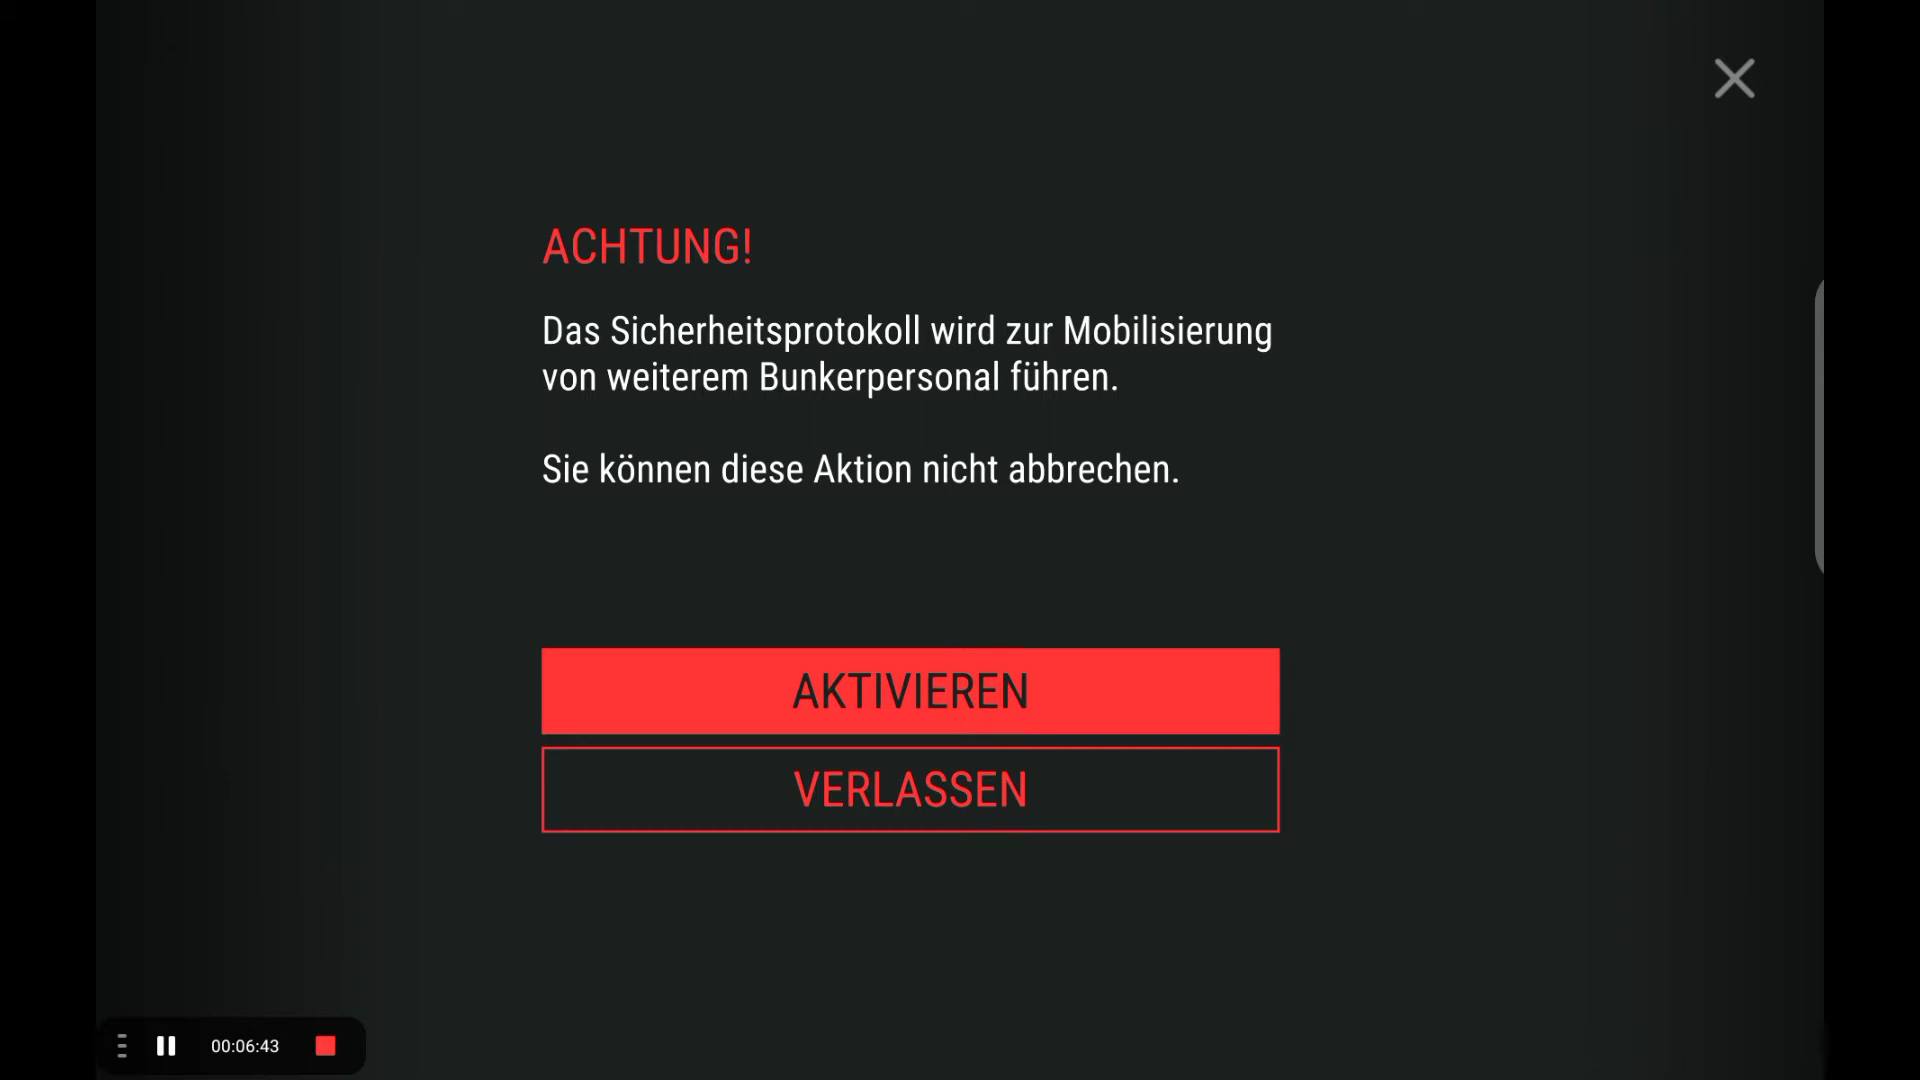 ACHTUNG!
Das Sicherheitsprotokoll wird zur Mobilisierung
von weiterem Bunkerpersonal führen.
Sie können diese Aktion nicht abbrechen.
AKTIVIEREN
VERLASSEN
00:06:43